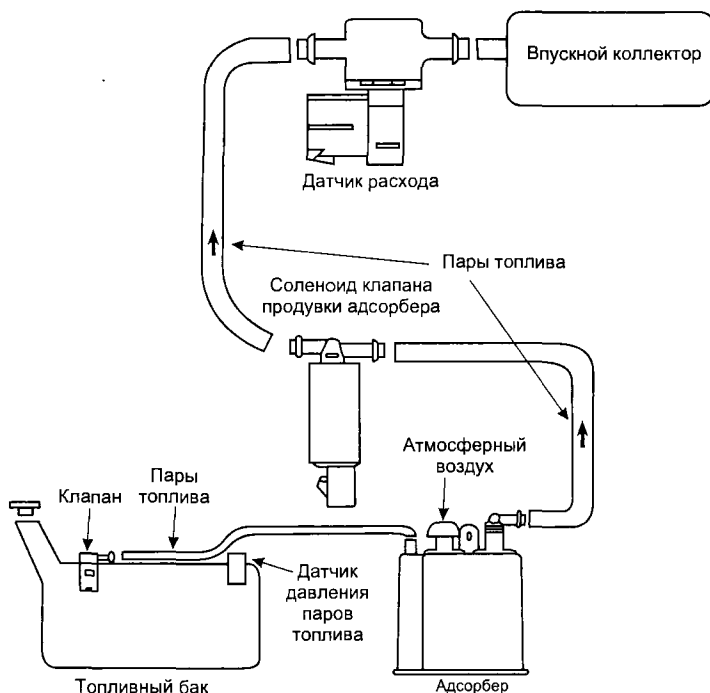 Впускной коллектор
Датчик расхода
Пары топлива
Соленоид клапана
продувки адсорбера
Атмосферный
воздух
Клапан
Пары
топлива
Датчик
давления
паров
топлива
Топливный бак
Адсорбер